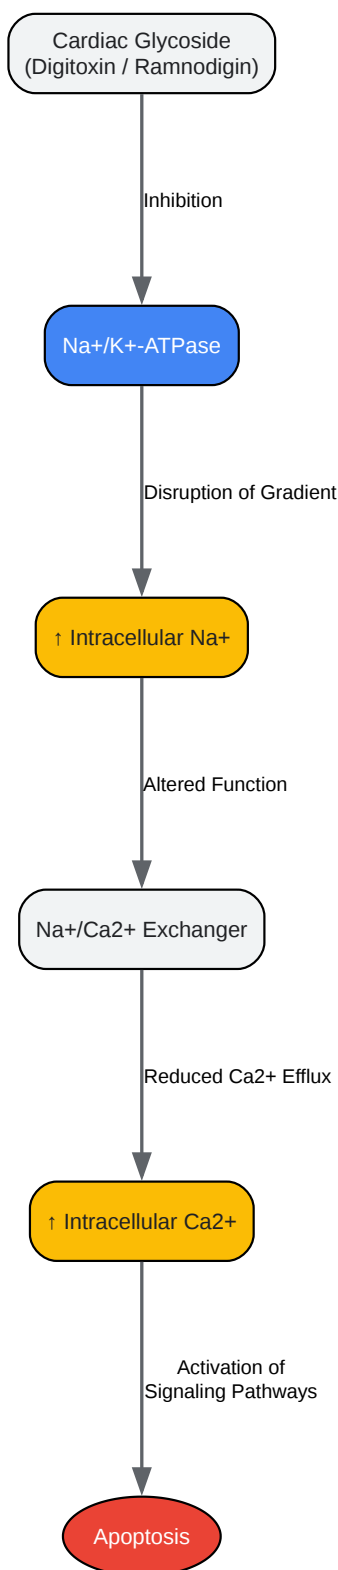 Cardiac Glycoside
(Digitoxin / Ramnodigin)
Inhibition
Na+/K+-ATPase
Disruption of Gradient
↑ Intracellular Na+
Altered Function
Na+/Ca2+ Exchanger
Reduced Ca2+ Efflux
↑ Intracellular Ca2+
Activation of
Signaling Pathways
Apoptosis